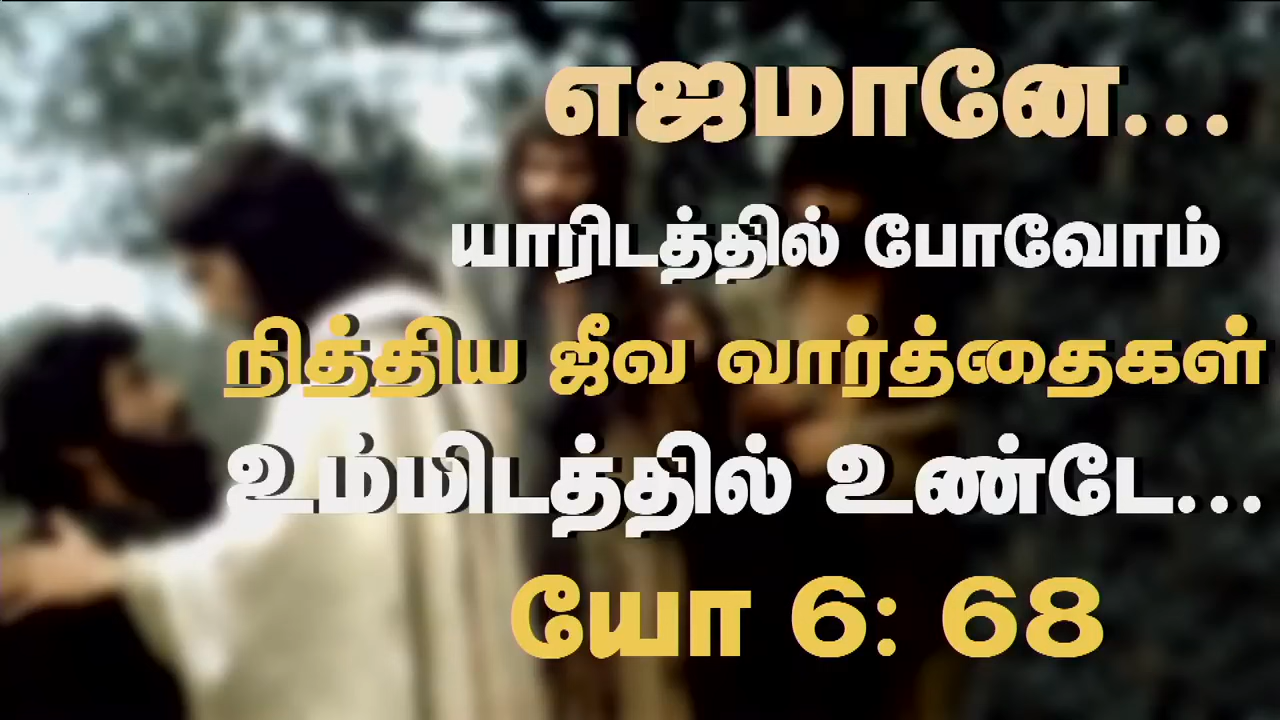 எஜமானே...
யாரிடத்தில் போவோம்
நித்திய ஜீவ வார்த்தைகள்
உம்மிடத்தில் உண்டே...
யோ 6: 68